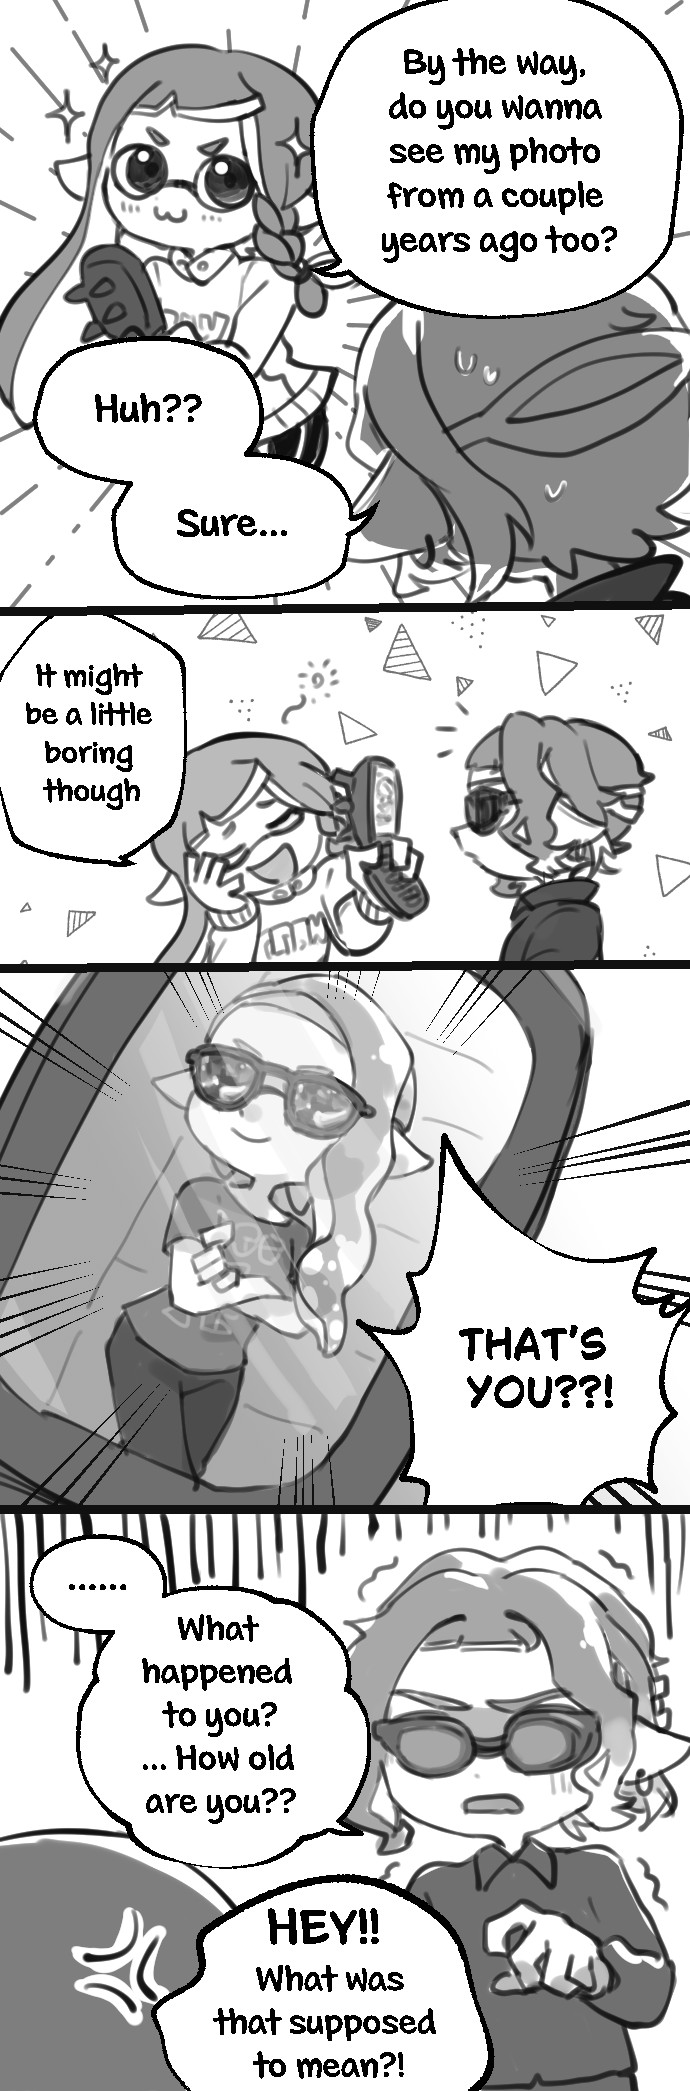 By the way,
do you wanna
see my photo
from a couple
years ago too?
Huh??
Sure...
It might
be a little
boring
though
THAT'S
YOU??!
......
What
happened
to you?
... How old
are you??
HEY!!
What was
that supposed
to mean?!